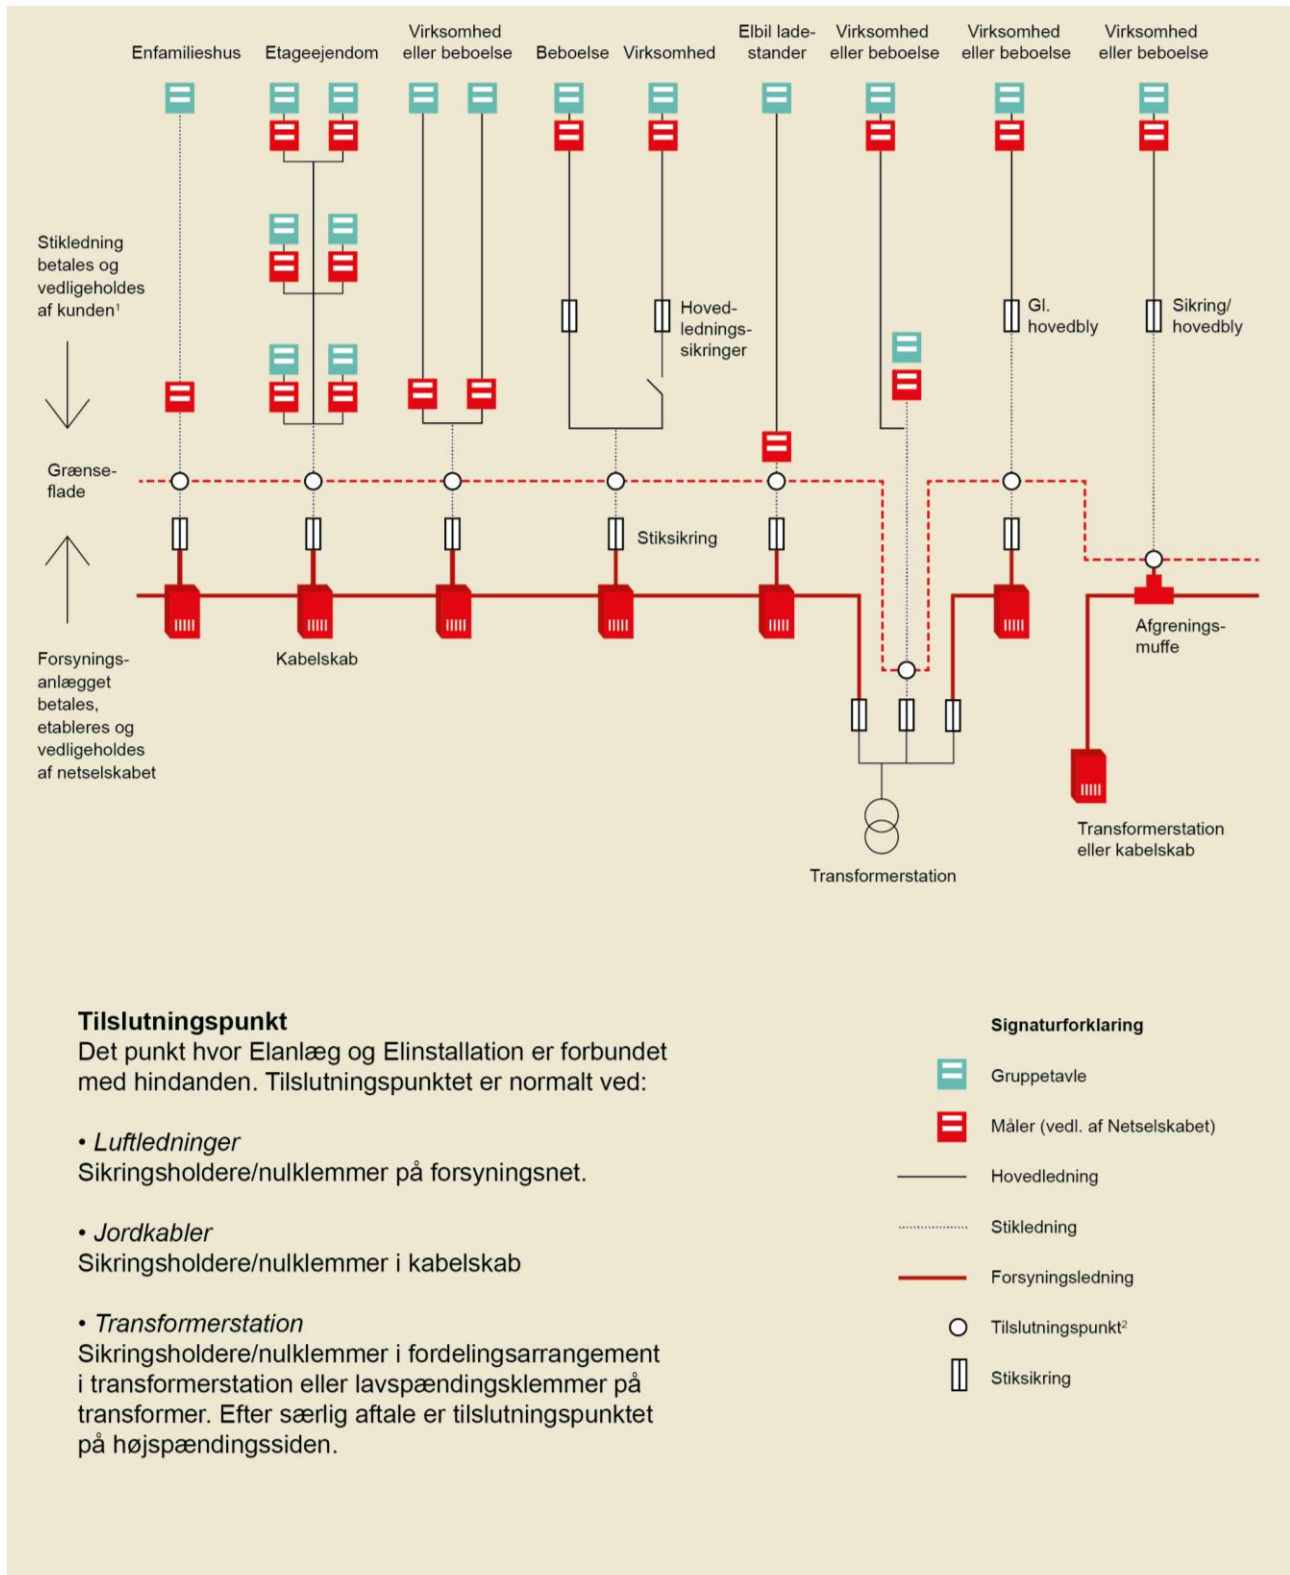 Enfamilieshus
Etageejendom
Virksomhed
eller beboelse
Beboelse
Virksomhed
Elbil lade-
stander
Virksomhed
eller beboelse
Virksomhed
eller beboelse
Virksomhed
eller beboelse
Stikledning
betales og
vedligeholdes
af kunden¹
Hoved-
lednings-
sikringer
Gl.
hovedbly
Sikring/
hovedbly
Grænse-
flade
Stiksikring
Kabelskab
Afgrenings-
muffe
Forsynings-
anlægget
betales,
etableres og
vedligeholdes
af netselskabet
Transformerstation
Transformerstation
eller kabelskab
Tilslutningspunkt
Det punkt hvor Elanlæg og Elinstallation er forbundet
med hindanden. Tilslutningspunktet er normalt ved:
• Luftledninger
Sikringsholdere/nulklemmer på forsyningsnet.
• Jordkabler
Sikringsholdere/nulklemmer i kabelskab
• Transformerstation
Sikringsholdere/nulklemmer i fordelingsarrangement
i transformerstation eller lavspændingsklemmer på
transformer. Efter særlig aftale er tilslutningspunktet
på højspændingssiden.
Signaturforklaring
Gruppetavle
Måler (vedl. af Netselskabet)
Hovedledning
Stikledning
Forsyningsledning
Tilslutningspunkt²
Stiksikring